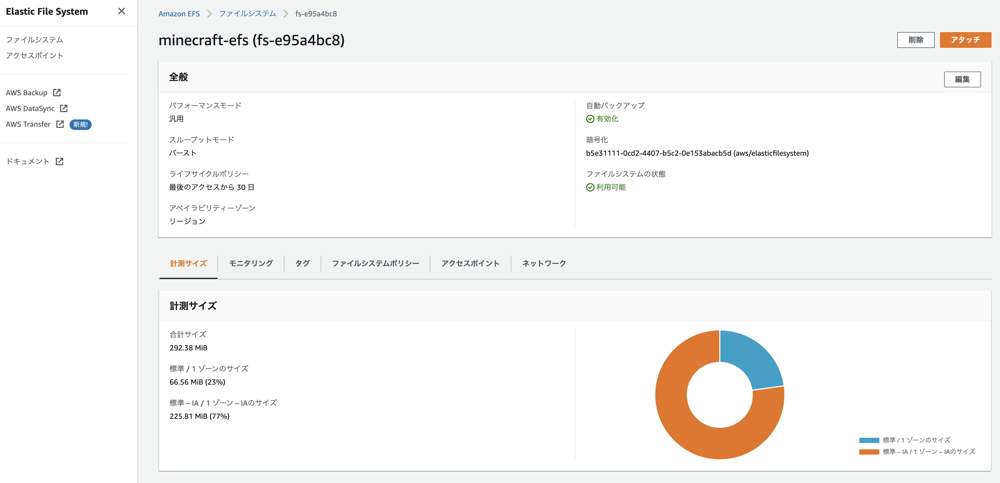 Elastic File System
ファイルシステム
アクセスポイント
AWS Backup
AWS DataSync
AWS Transfer 新規!
ドキュメント
Amazon EFS ファイルシステム fs-e95a4bc8
minecraft-efs (fs-e95a4bc8)
削除 アタッチ
全般
編集
パフォーマンスモード
汎用
スループットモード
バースト
ライフサイクルポリシー
最後のアクセスから 30 日
アベイラビリティーゾーン
リージョン
自動バックアップ
有効化
暗号化
b5e31111-0cd2-4407-b5c2-0e153abacb5d (aws/elasticfilesystem)
ファイルシステムの状態
利用可能
計測サイズ モニタリング タグ ファイルシステムポリシー アクセスポイント ネットワーク
計測サイズ
合計サイズ
292.38 MiB
標準 / 1 ゾーンのサイズ
66.56 MiB (23%)
標準 – IA / 1 ゾーン – IAのサイズ
225.81 MiB (77%)
標準 / 1 ゾーンのサイズ
標準 – IA / 1 ゾーン – IAのサイズ